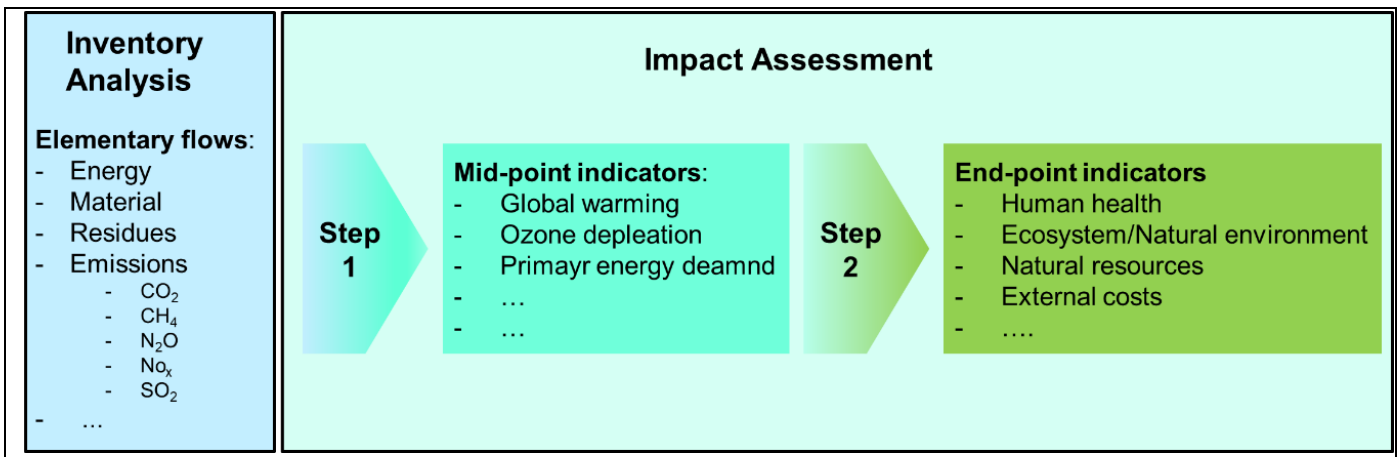 Inventory
Analysis
Elementary flows:
- Energy
- Material
- Residues
- Emissions
- CO₂
- CH₄
- N₂O
- Noₓ
- SO₂
- ...
Impact Assessment
Step
1
Mid-point indicators:
- Global warming
- Ozone depleation
- Primayr energy deamnd
- ...
- ...
Step
2
End-point indicators
- Human health
- Ecosystem/Natural environment
- Natural resources
- External costs
- ....